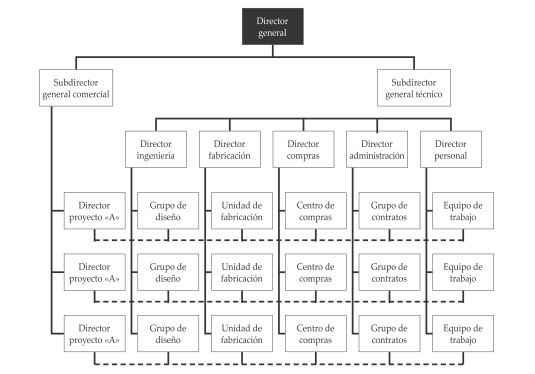 Director
general
Subdirector
general comercial
Subdirector
general técnico
Director
ingeniería
Director
fabricación
Director
compras
Director
administración
Director
personal
Director
proyecto «A»
Grupo de
diseño
Unidad de
fabricación
Centro de
compras
Grupo de
contratos
Equipo de
trabajo
Director
proyecto «A»
Grupo de
diseño
Unidad de
fabricación
Centro de
compras
Grupo de
contratos
Equipo de
trabajo
Director
proyecto «A»
Grupo de
diseño
Unidad de
fabricación
Centro de
compras
Grupo de
contratos
Equipo de
trabajo